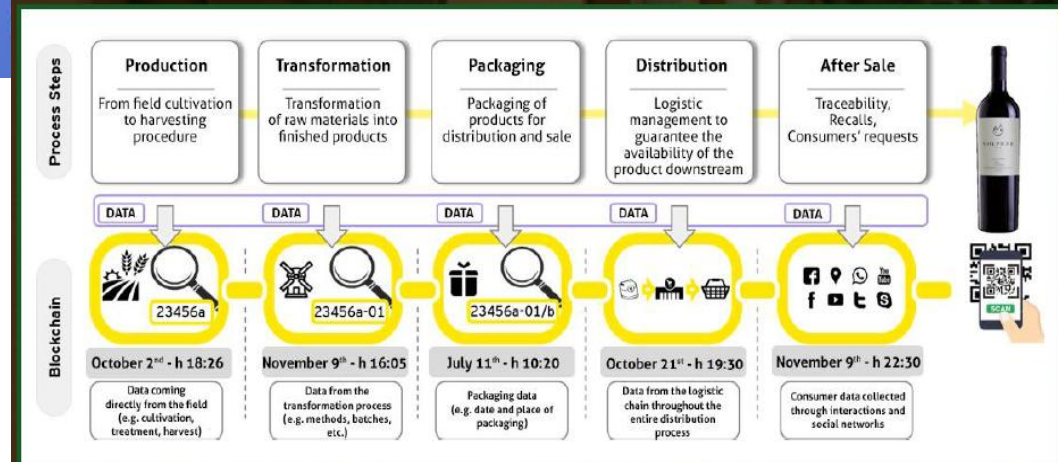 Process Steps
Production
From field cultivation
to harvesting
procedure
Transformation
Transformation
of raw materials into
finished products
Packaging
Packaging of
products for
distribution and sale
Distribution
Logistic
management to
guarantee the
availability of the
product downstream
After Sale
Traceability,
Recalls,
Consumers' requests
DATA
DATA
DATA
DATA
DATA
Blockchain
23456a
23456a-01
23456a-01/b
SCAN
October 2nd - h 18:26
November 9th - h 16:05
July 11th - h 10:20
October 21st - h 19:30
November 9th - h 22:30
Data coming
directly from the field
(e.g. cultivation,
treatment, harvest)
Data from the
transformation process
(e.g. methods, batches,
etc.)
Packaging data
(e.g. date and place of
packaging)
Data from the logistic
chain throughout the
entire distribution
process
Consumer data collected
through interactions and
social networks